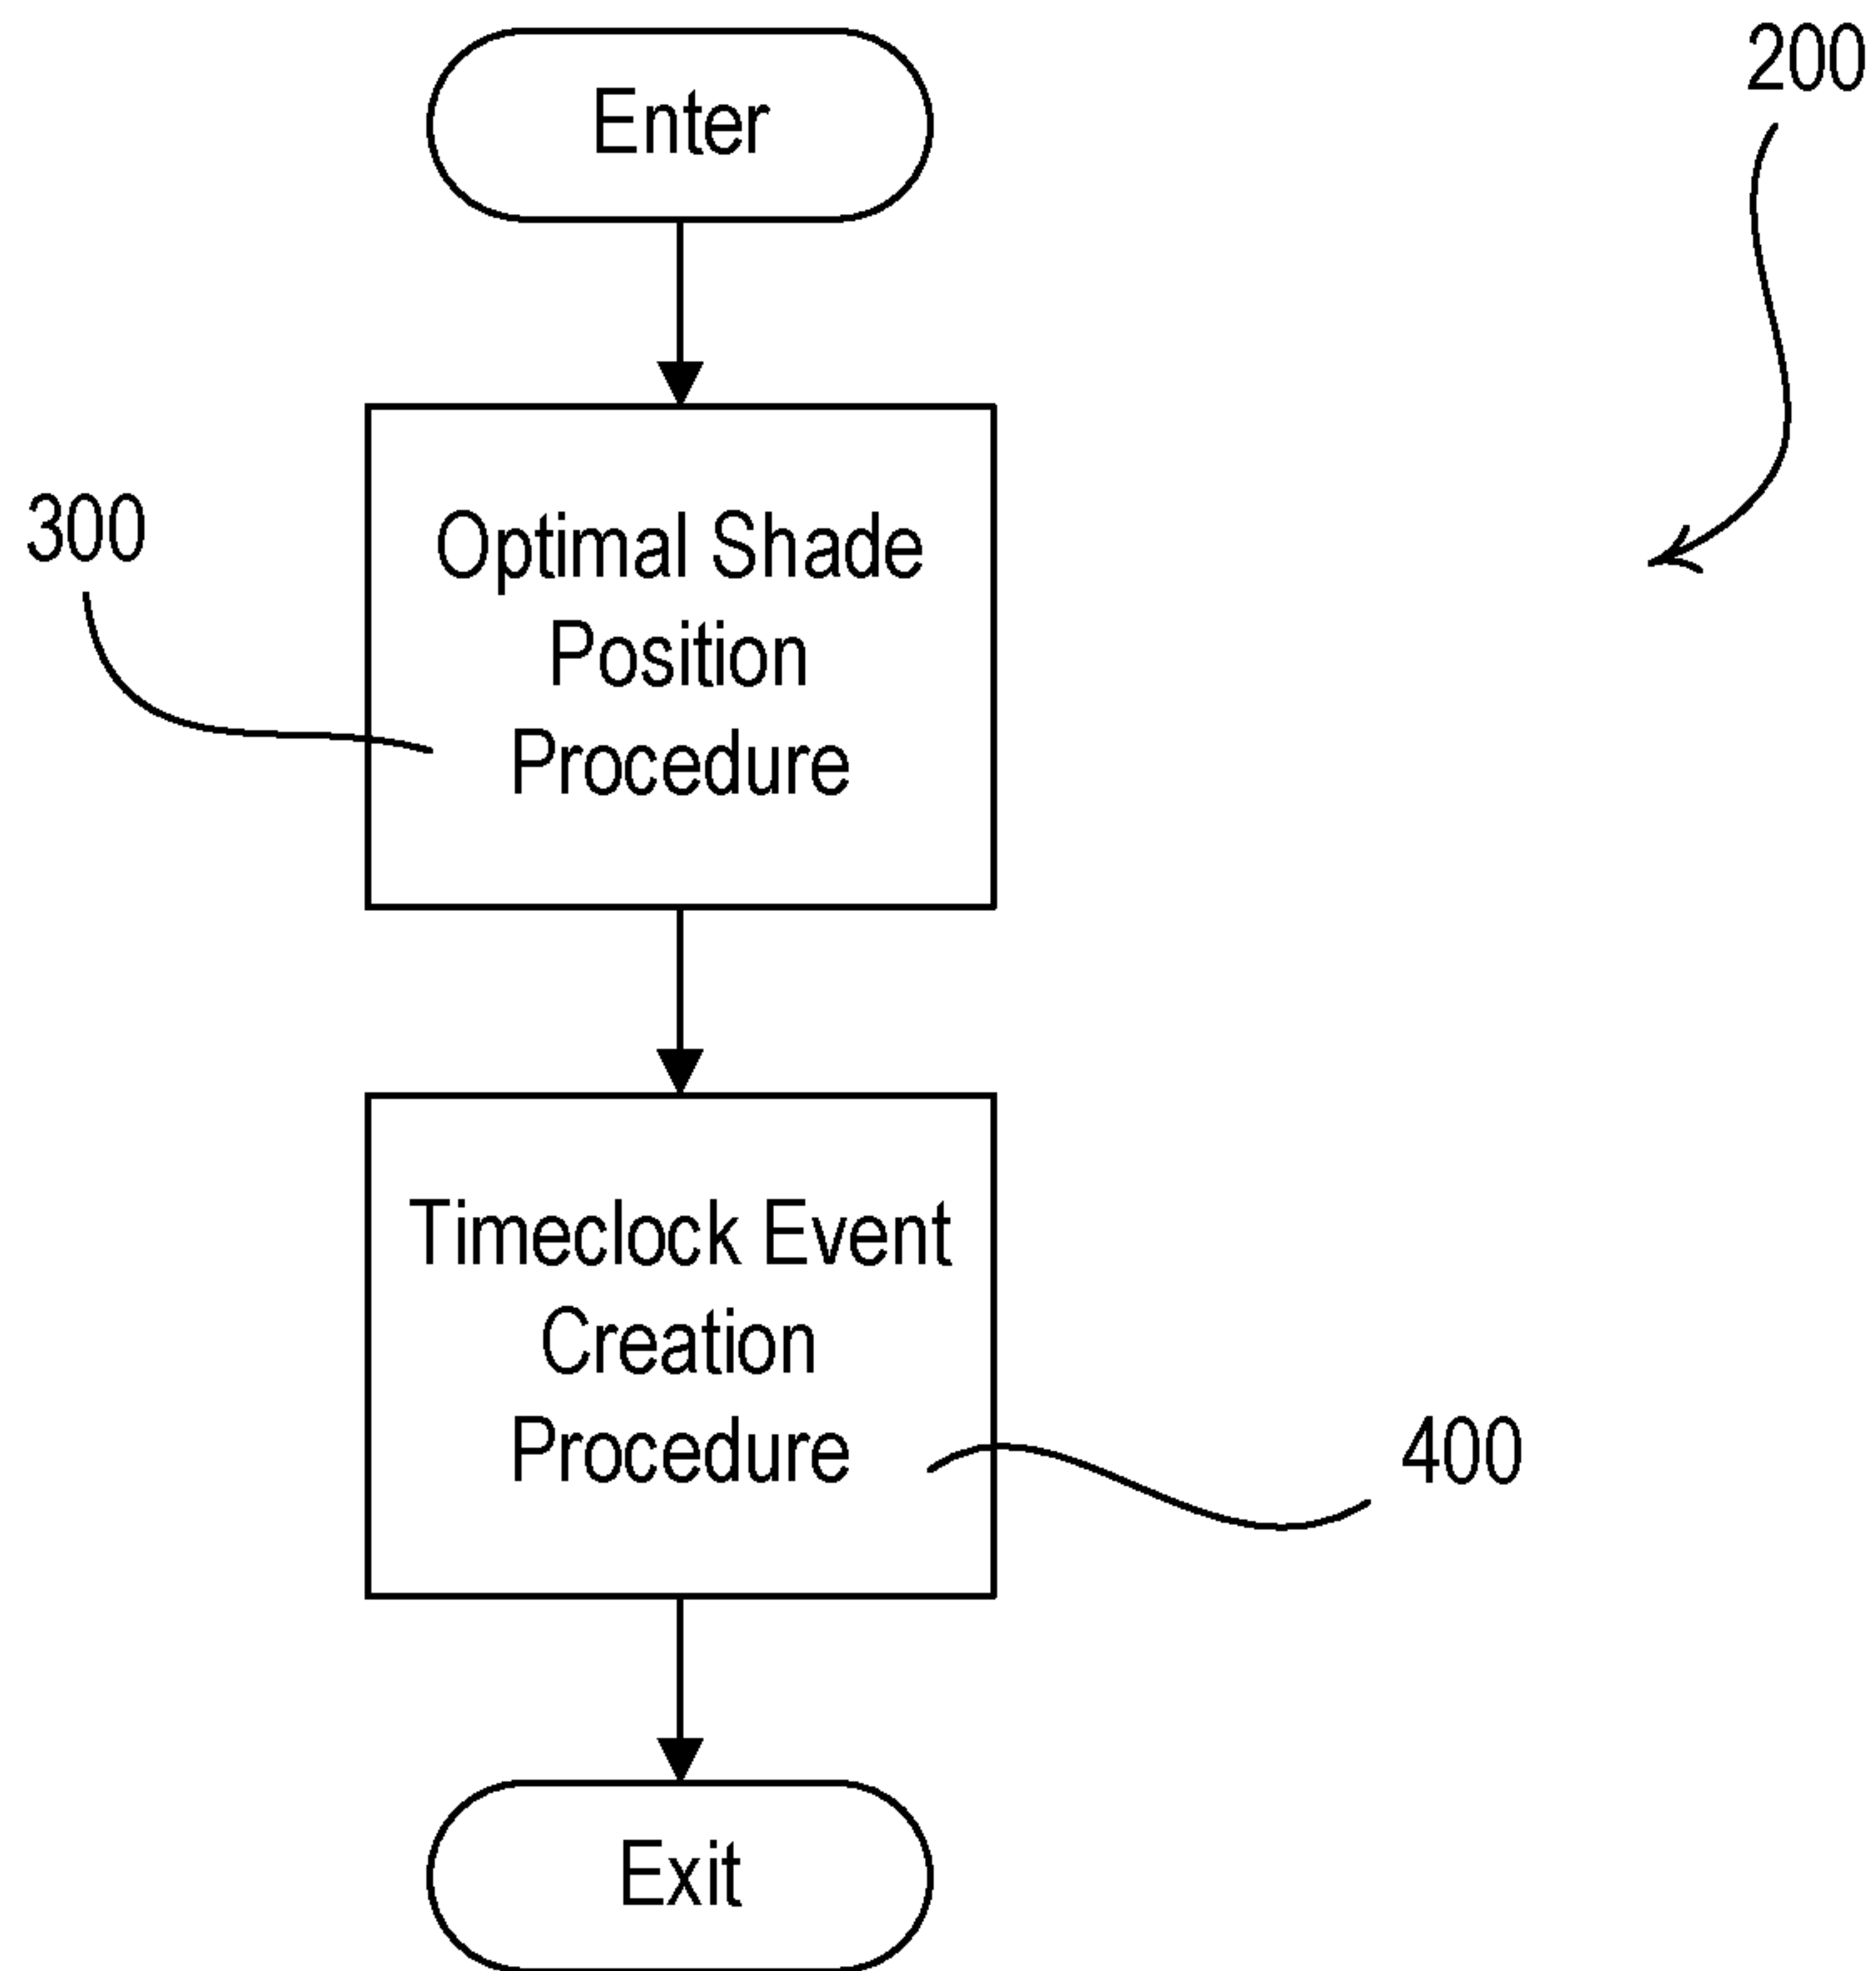 Enter
200
300
Optimal Shade
Position
Procedure
Timeclock Event
Creation
Procedure
400
Exit